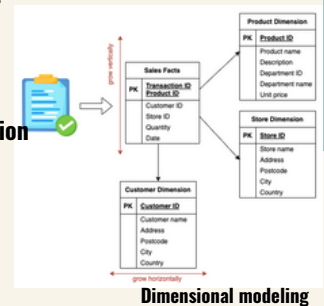 Product Dimension
PK Product ID
Product name
Description
Department ID
Department name
Unit price
grow vertically
Sales Facts
PK Transaction ID
Product ID
Customer ID
Store ID
Quantity
Date
ion
Store Dimension
PK Store ID
Store name
Address
Postcode
City
Country
Customer Dimension
PK Customer ID
Customer name
Address
Postcode
City
Country
grow horizontally
Dimensional modeling